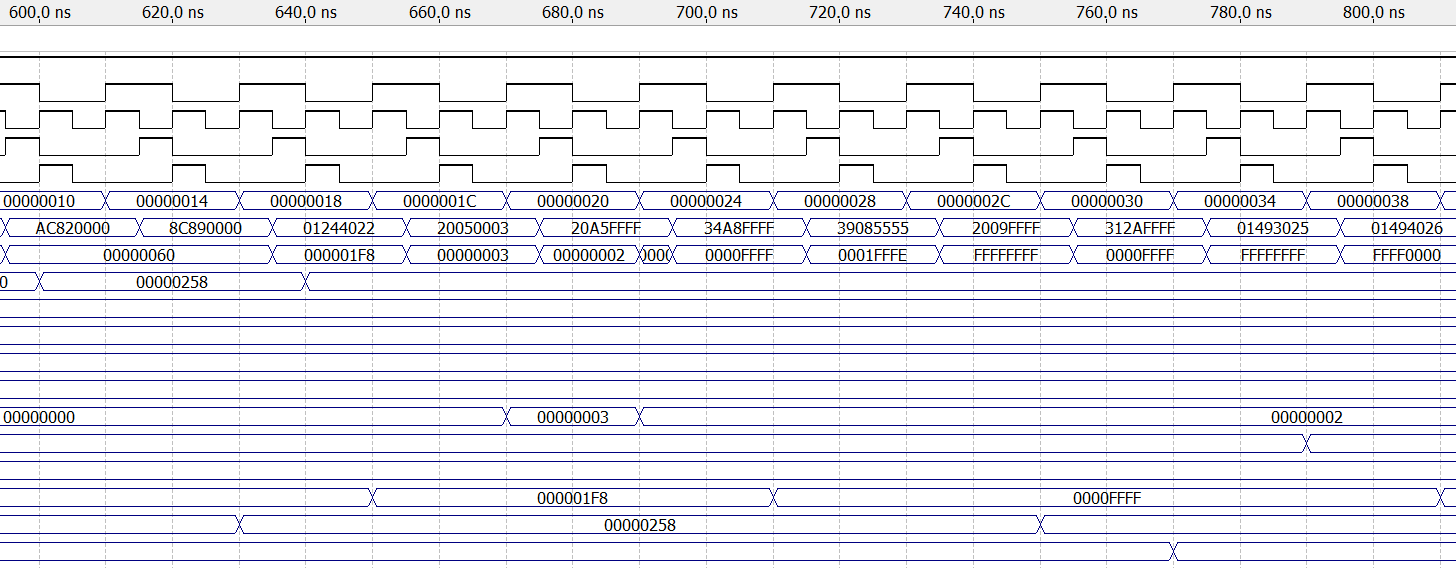 600.0 ns 620.0 ns 640.0 ns 660.0 ns 680.0 ns 700.0 ns 720.0 ns 740.0 ns 760.0 ns 780.0 ns 800.0 ns
00000010 00000014 00000018 0000001C 00000020 00000024 00000028 0000002C 00000030 00000034 00000038
AC820000 8C890000 01244022 20050003 20A5FFFF 34A8FFFF 39085555 2009FFFF 312AFFFF 01493025 01494026
00000060 000001F8 00000003 00000002 000 0000FFFF 0001FFFE FFFFFFFF 0000FFFF FFFFFFFF FFFF0000
0 00000258
00000000 00000003 00000002
000001F8 0000FFFF
00000258